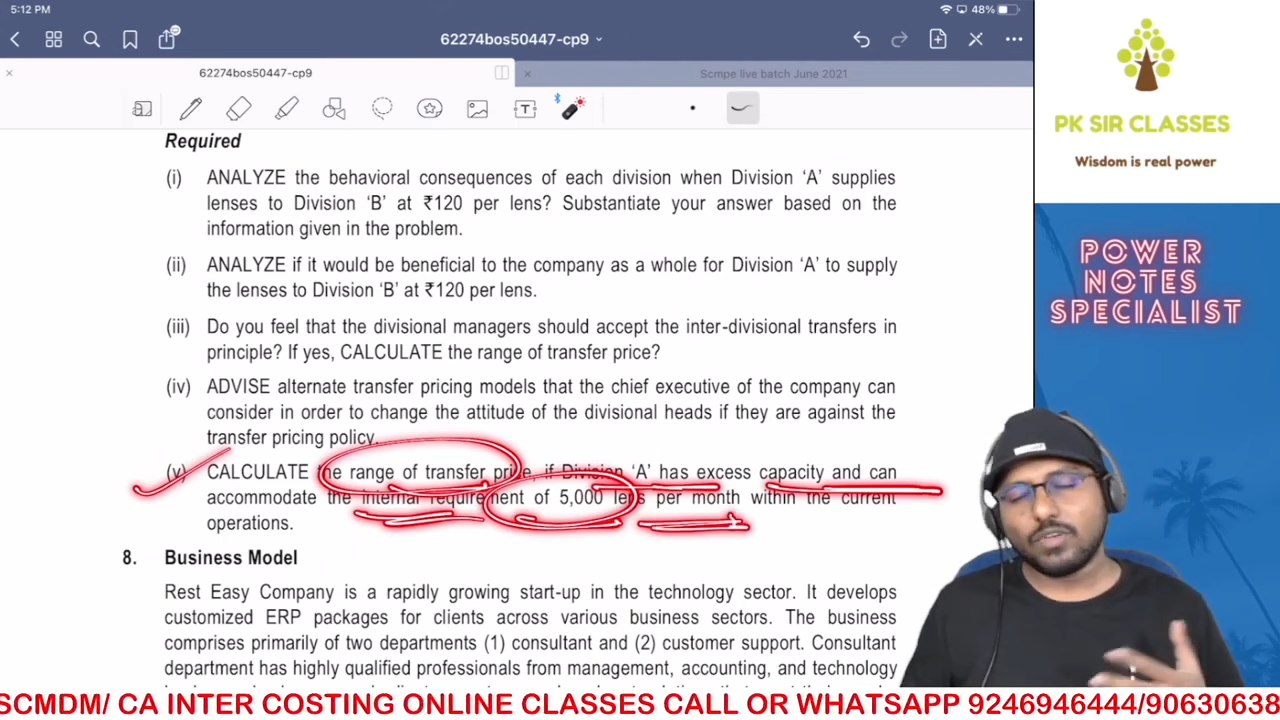 5:12 PM
48%
62274bos50447-cp9
62274bos50447-cp9
Scmpe live batch June 2021
Required
(i) ANALYZE the behavioral consequences of each division when Division ‘A’ supplies
lenses to Division ‘B’ at ₹120 per lens? Substantiate your answer based on the
information given in the problem.
(ii) ANALYZE if it would be beneficial to the company as a whole for Division ‘A’ to supply
the lenses to Division ‘B’ at ₹120 per lens.
(iii) Do you feel that the divisional managers should accept the inter-divisional transfers in
principle? If yes, CALCULATE the range of transfer price?
(iv) ADVISE alternate transfer pricing models that the chief executive of the company can
consider in order to change the attitude of the divisional heads if they are against the
transfer pricing policy.
(v) CALCULATE the range of transfer price, if Division ‘A’ has excess capacity and can
accommodate the internal requirement of 5,000 lens per month within the current
operations.
8. Business Model
Rest Easy Company is a rapidly growing start-up in the technology sector. It develops
customized ERP packages for clients across various business sectors. The business
comprises primarily of two departments (1) consultant and (2) customer support. Consultant
department has highly qualified professionals from management, accounting, and technology
PK SIR CLASSES
Wisdom is real power
POWER
NOTES
SPECIALIST
SCMDM/ CA INTER COSTING ONLINE CLASSES CALL OR WHATSAPP 9246946444/90630638